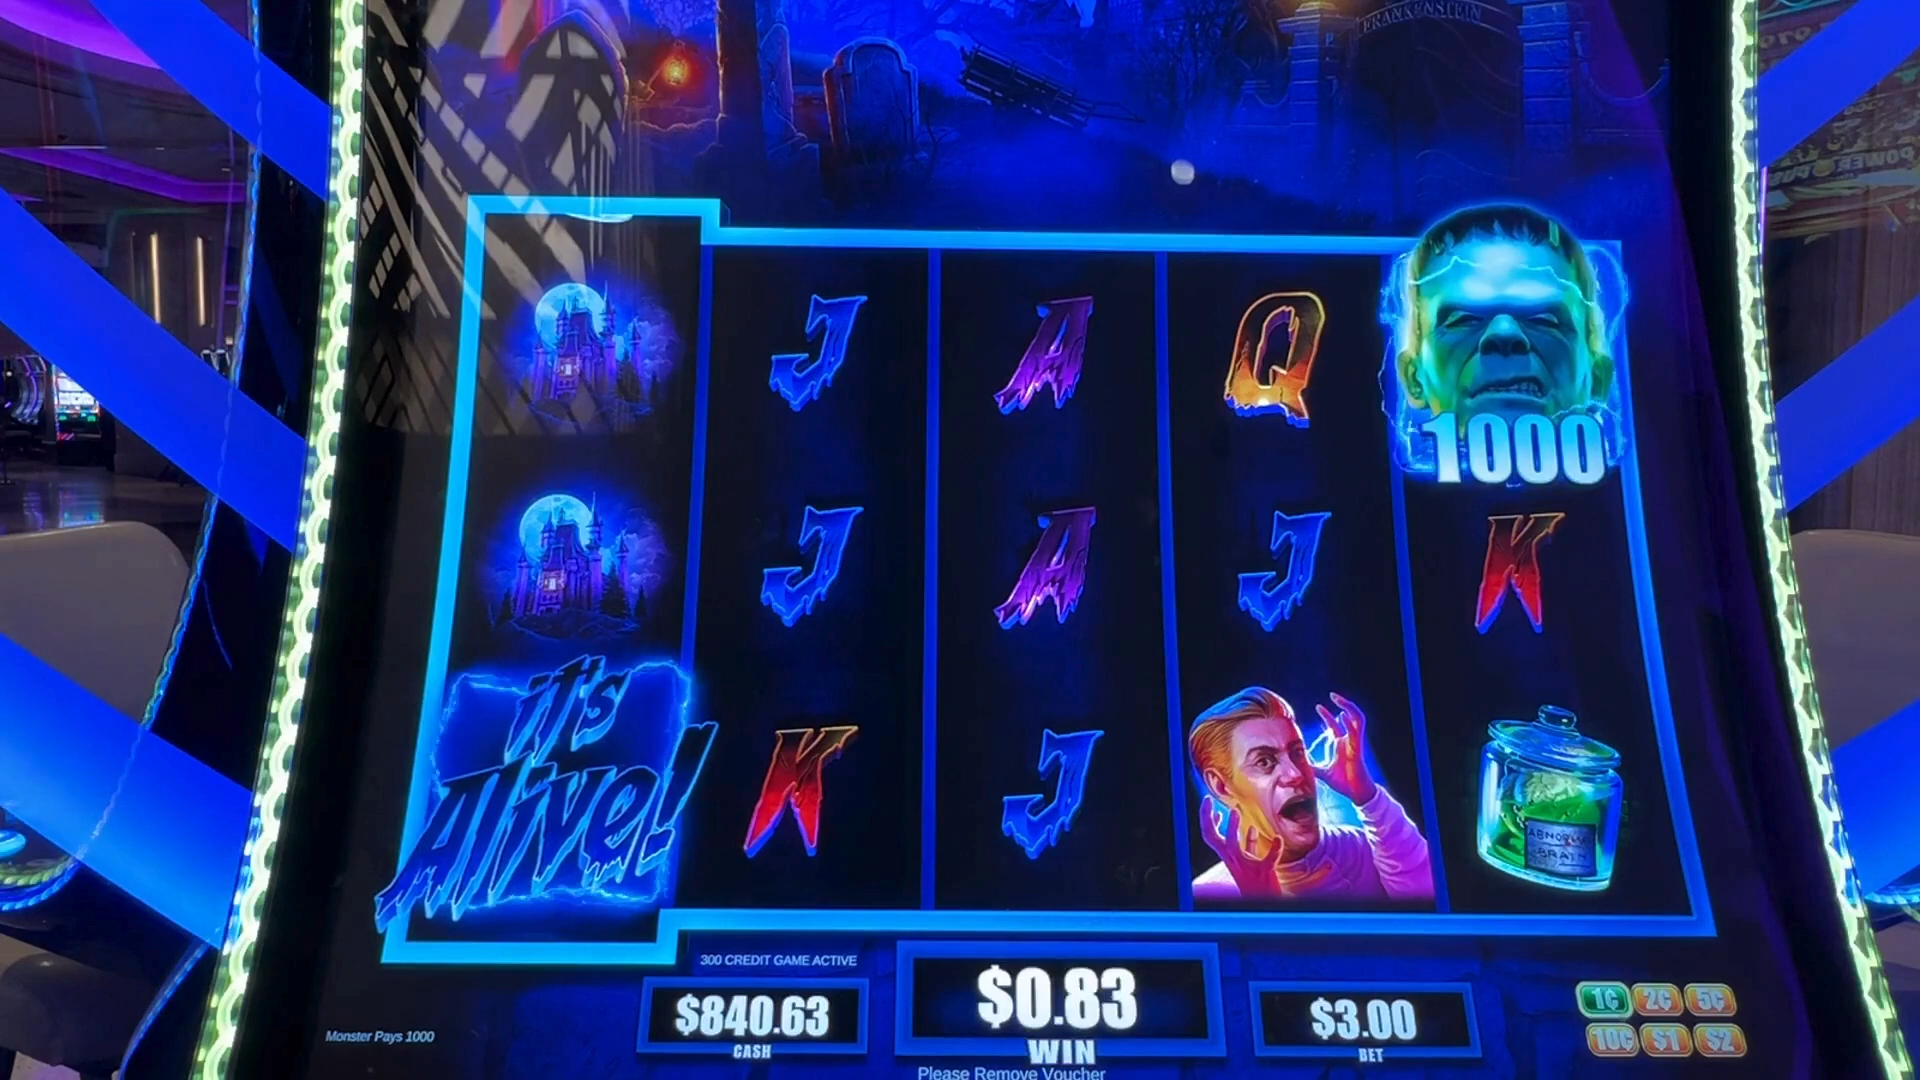 FRANKENSTEIN
J
A
Q
1000
J
A
J
K
it's
Alive!
K
J
ABNORMAL
BRAIN
300 CREDIT GAME ACTIVE
$840.63
CASH
$0.83
WIN
$3.00
BET
1¢ 2¢ 5¢
10¢ $1 $2
Monster Pays 1000
Please Remove Voucher